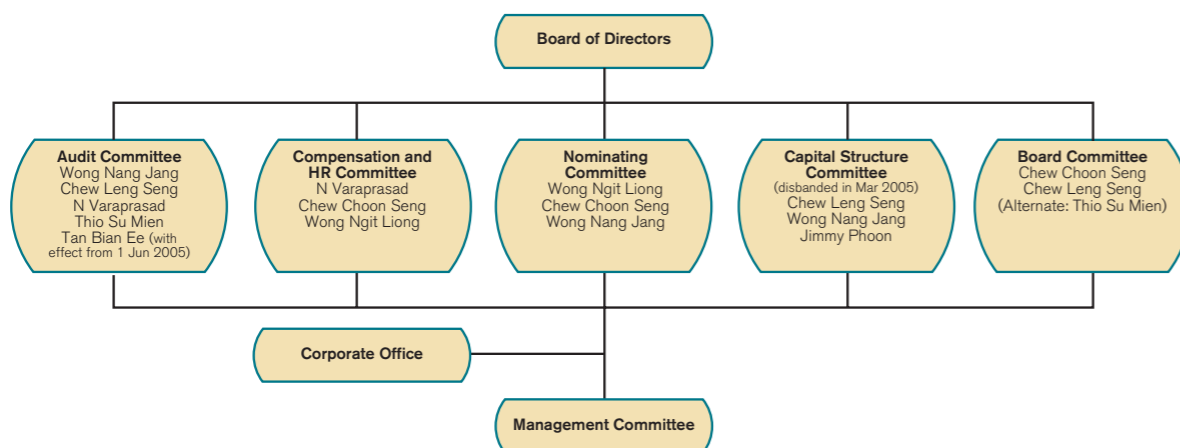 Board of Directors
Audit Committee
Wong Nang Jang
Chew Leng Seng
N Varaprasad
Thio Su Mien
Tan Bian Ee (with
effect from 1 Jun 2005)
Compensation and
HR Committee
N Varaprasad
Chew Choon Seng
Wong Ngit Liong
Nominating
Committee
Wong Ngit Liong
Chew Choon Seng
Wong Nang Jang
Capital Structure
Committee
(disbanded in Mar 2005)
Chew Leng Seng
Wong Nang Jang
Jimmy Phoon
Board Committee
Chew Choon Seng
Chew Leng Seng
(Alternate: Thio Su Mien)
Corporate Office
Management Committee